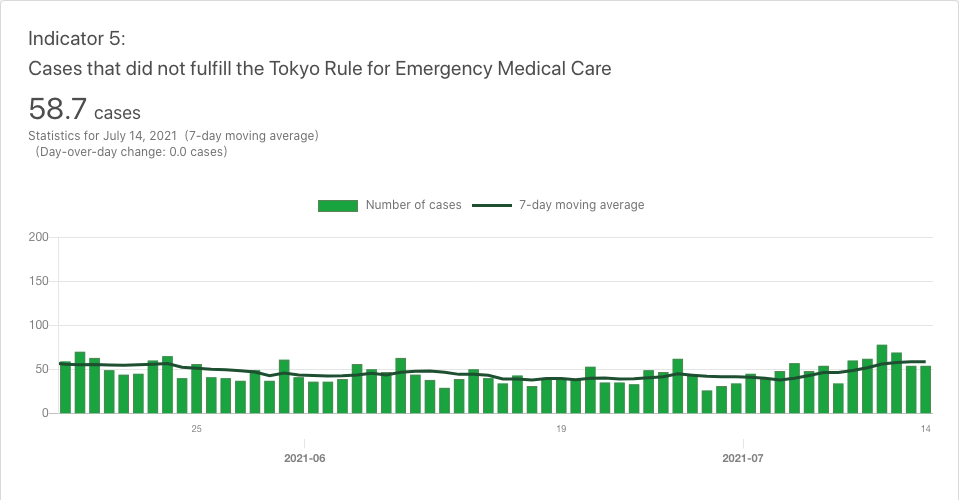 Indicator 5:
Cases that did not fulfill the Tokyo Rule for Emergency Medical Care
58.7 cases
Statistics for July 14, 2021 (7-day moving average)
(Day-over-day change: 0.0 cases)
Number of cases 7-day moving average
200
150
100
50
0
25 19 14
2021-06 2021-07